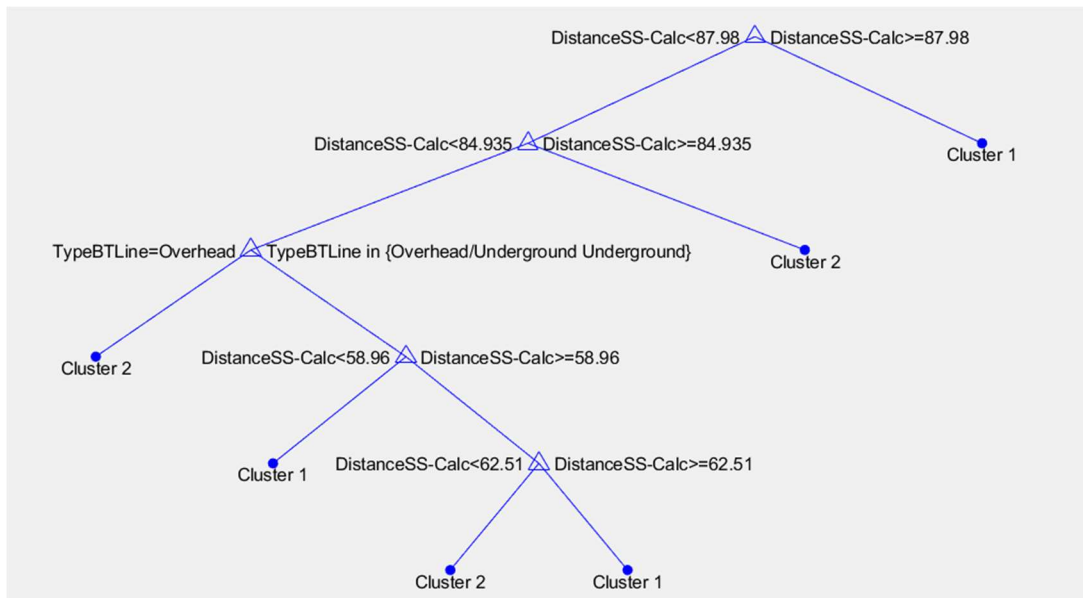 DistanceSS-Calc<87.98 DistanceSS-Calc>=87.98
DistanceSS-Calc<84.935 DistanceSS-Calc>=84.935
Cluster 1
TypeBTLine=Overhead TypeBTLine in {Overhead/Underground Underground}
Cluster 2
DistanceSS-Calc<58.96 DistanceSS-Calc>=58.96
Cluster 2
DistanceSS-Calc<62.51 DistanceSS-Calc>=62.51
Cluster 1
Cluster 2 Cluster 1